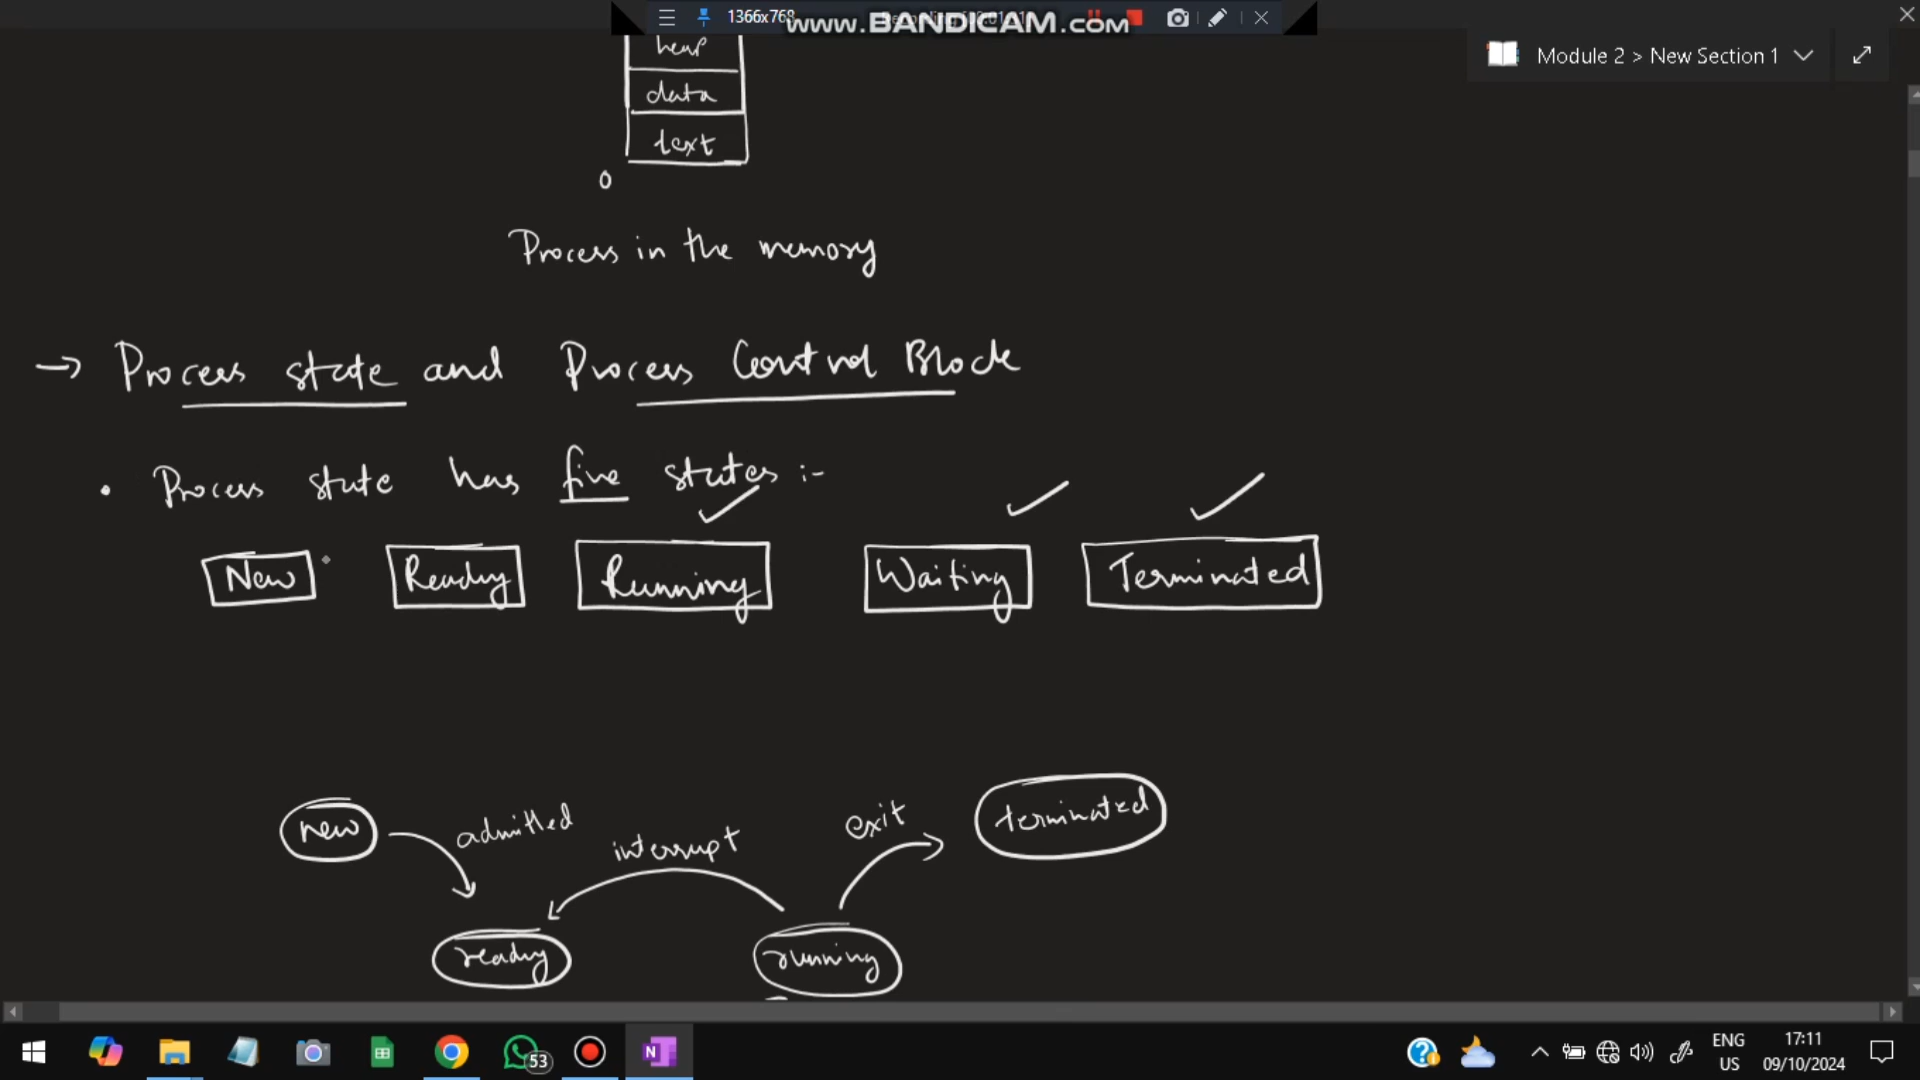 1366x768
www.BANDICAM.com
Module 2 > New Section 1
heap
data
text
0
Process in the memory
→ Process state and Process Control Block
• Process state has five states :-
New Ready Running Waiting Terminated
new admitted interrupt exit terminated
ready running
53
N
ENG
US
17:11
09/10/2024